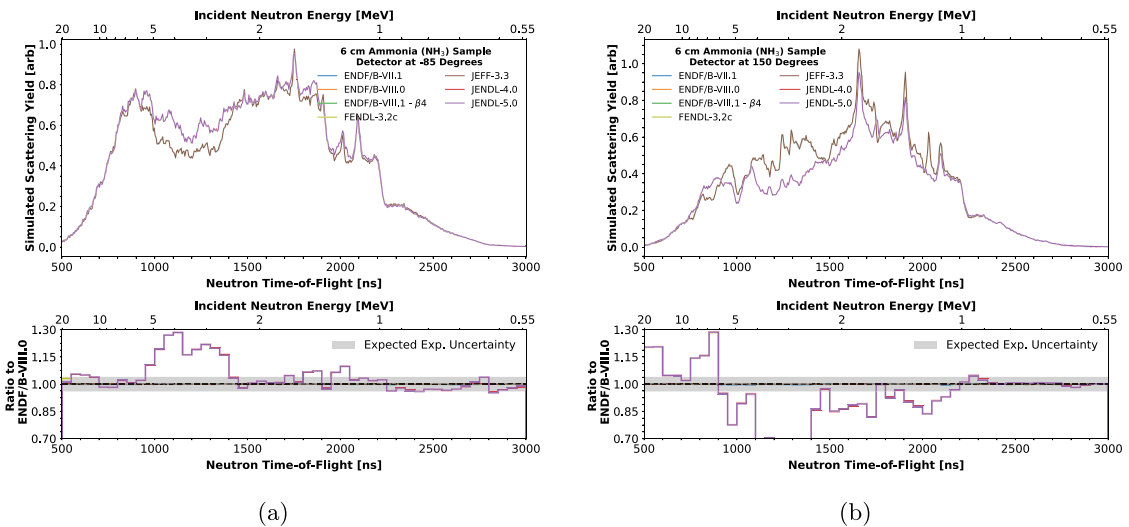 Incident Neutron Energy [MeV]
20 10 5 2 1 0.55
6 cm Ammonia (NH₃) Sample
Detector at -85 Degrees
ENDF/B-VII.1 JEFF-3.3
ENDF/B-VIII.0 JENDL-4.0
ENDF/B-VIII.1 - β4 JENDL-5.0
FENDL-3.2c
Simulated Scattering Yield [arb]
1.0
0.8
0.6
0.4
0.2
0.0
500 1000 1500 2000 2500 3000
Neutron Time-of-Flight [ns]
Incident Neutron Energy [MeV]
20 10 5 2 1 0.55
Expected Exp. Uncertainty
Ratio to
ENDF/B-VIII.0
1.30
1.15
1.00
0.85
0.70
500 1000 1500 2000 2500 3000
Neutron Time-of-Flight [ns]
(a)
Incident Neutron Energy [MeV]
20 10 5 2 1 0.55
6 cm Ammonia (NH₃) Sample
Detector at 150 Degrees
ENDF/B-VII.1 JEFF-3.3
ENDF/B-VIII.0 JENDL-4.0
ENDF/B-VIII.1 - β4 JENDL-5.0
FENDL-3.2c
Simulated Scattering Yield [arb]
1.0
0.8
0.6
0.4
0.2
0.0
500 1000 1500 2000 2500 3000
Neutron Time-of-Flight [ns]
Incident Neutron Energy [MeV]
20 10 5 2 1 0.55
Expected Exp. Uncertainty
Ratio to
ENDF/B-VIII.0
1.30
1.15
1.00
0.85
0.70
500 1000 1500 2000 2500 3000
Neutron Time-of-Flight [ns]
(b)